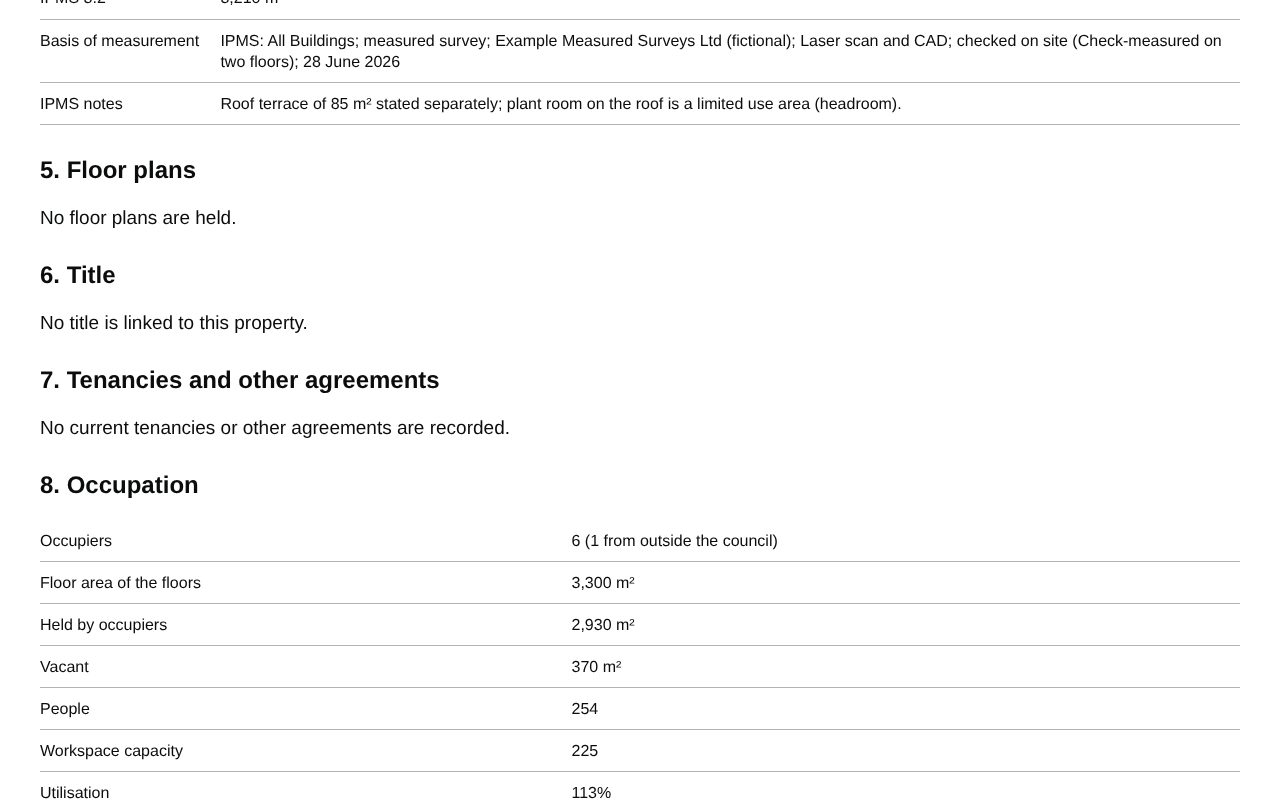 Basis of measurement IPMS: All Buildings; measured survey; Example Measured Surveys Ltd (fictional); Laser scan and CAD; checked on site (Check-measured on
two floors); 28 June 2026
IPMS notes Roof terrace of 85 m² stated separately; plant room on the roof is a limited use area (headroom).
5. Floor plans
No floor plans are held.
6. Title
No title is linked to this property.
7. Tenancies and other agreements
No current tenancies or other agreements are recorded.
8. Occupation
Occupiers 6 (1 from outside the council)
Floor area of the floors 3,300 m²
Held by occupiers 2,930 m²
Vacant 370 m²
People 254
Workspace capacity 225
Utilisation 113%